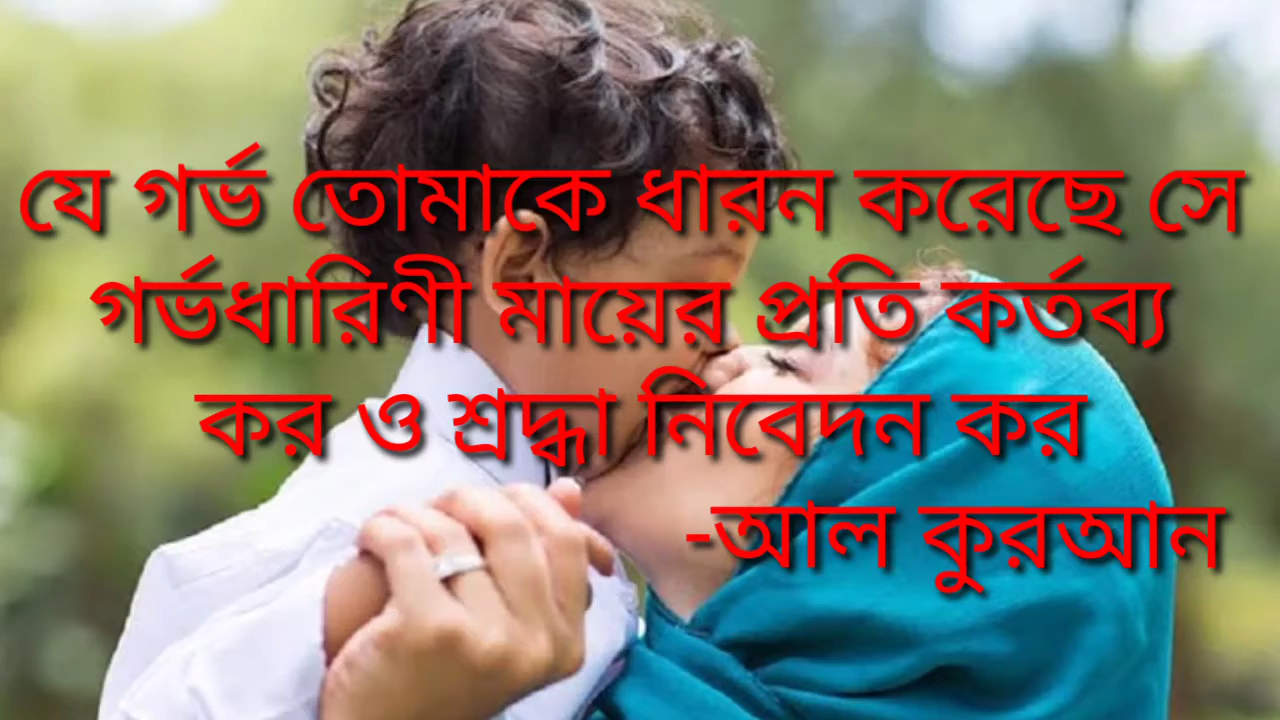 যে গর্ভ তোমাকে ধারন করেছে সে
গর্ভধারিণী মায়ের প্রতি কর্তব্য
কর ও শ্রদ্ধা নিবেদন কর
-আল কুরআন